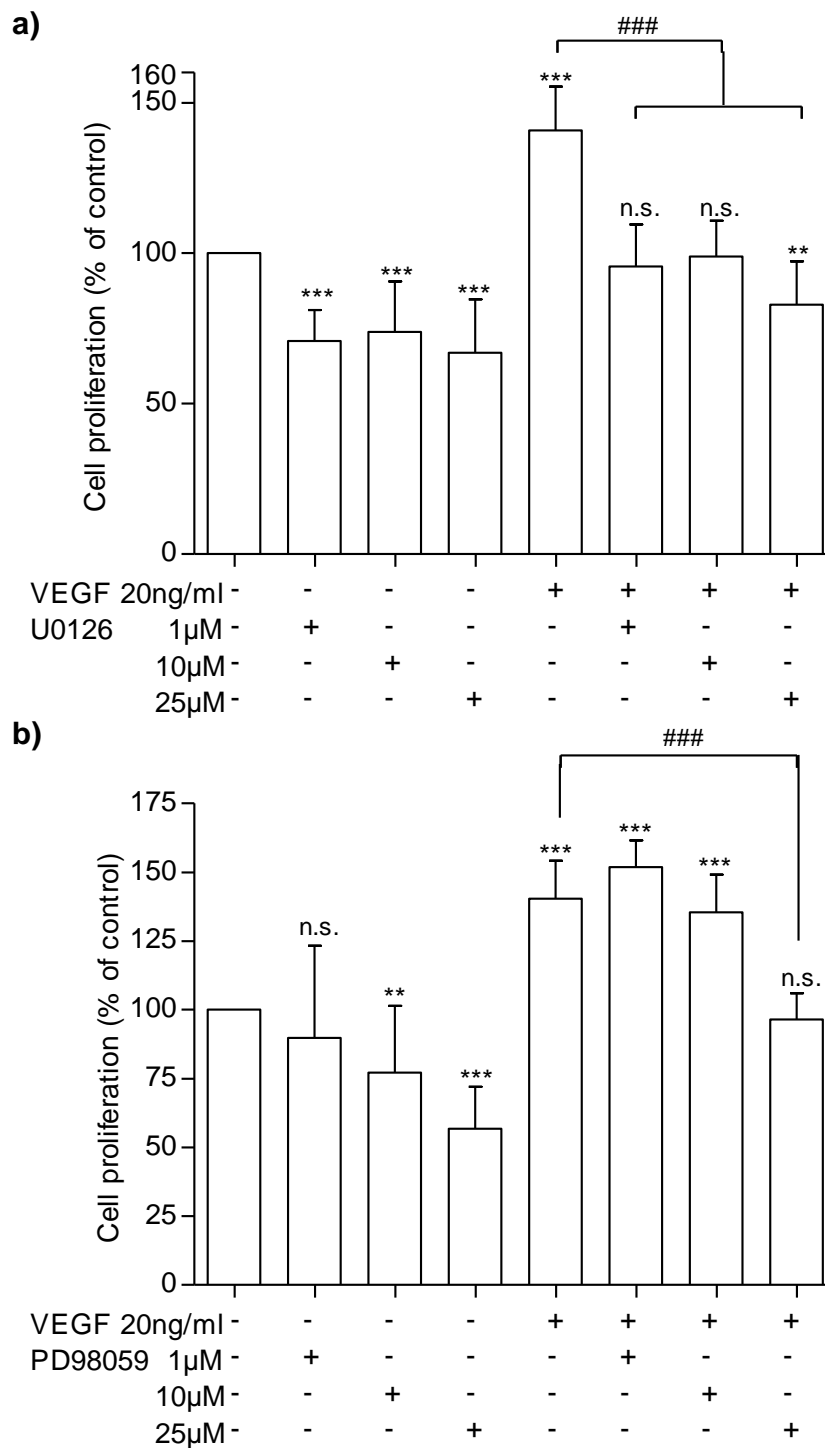 a)
###
160
150
100
50
0
Cell proliferation (% of control)
***
***
***
***
n.s.
n.s.
**
VEGF 20ng/ml - - - - + + + +
U0126 1µM - + - - - + - -
10µM - - + - - - + -
25µM - - - + - - - +
b)
###
175
150
125
100
75
50
25
0
Cell proliferation (% of control)
n.s.
**
***
***
***
***
n.s.
VEGF 20ng/ml - - - - + + + +
PD98059 1µM - + - - - + - -
10µM - - + - - - + -
25µM - - - + - - - +